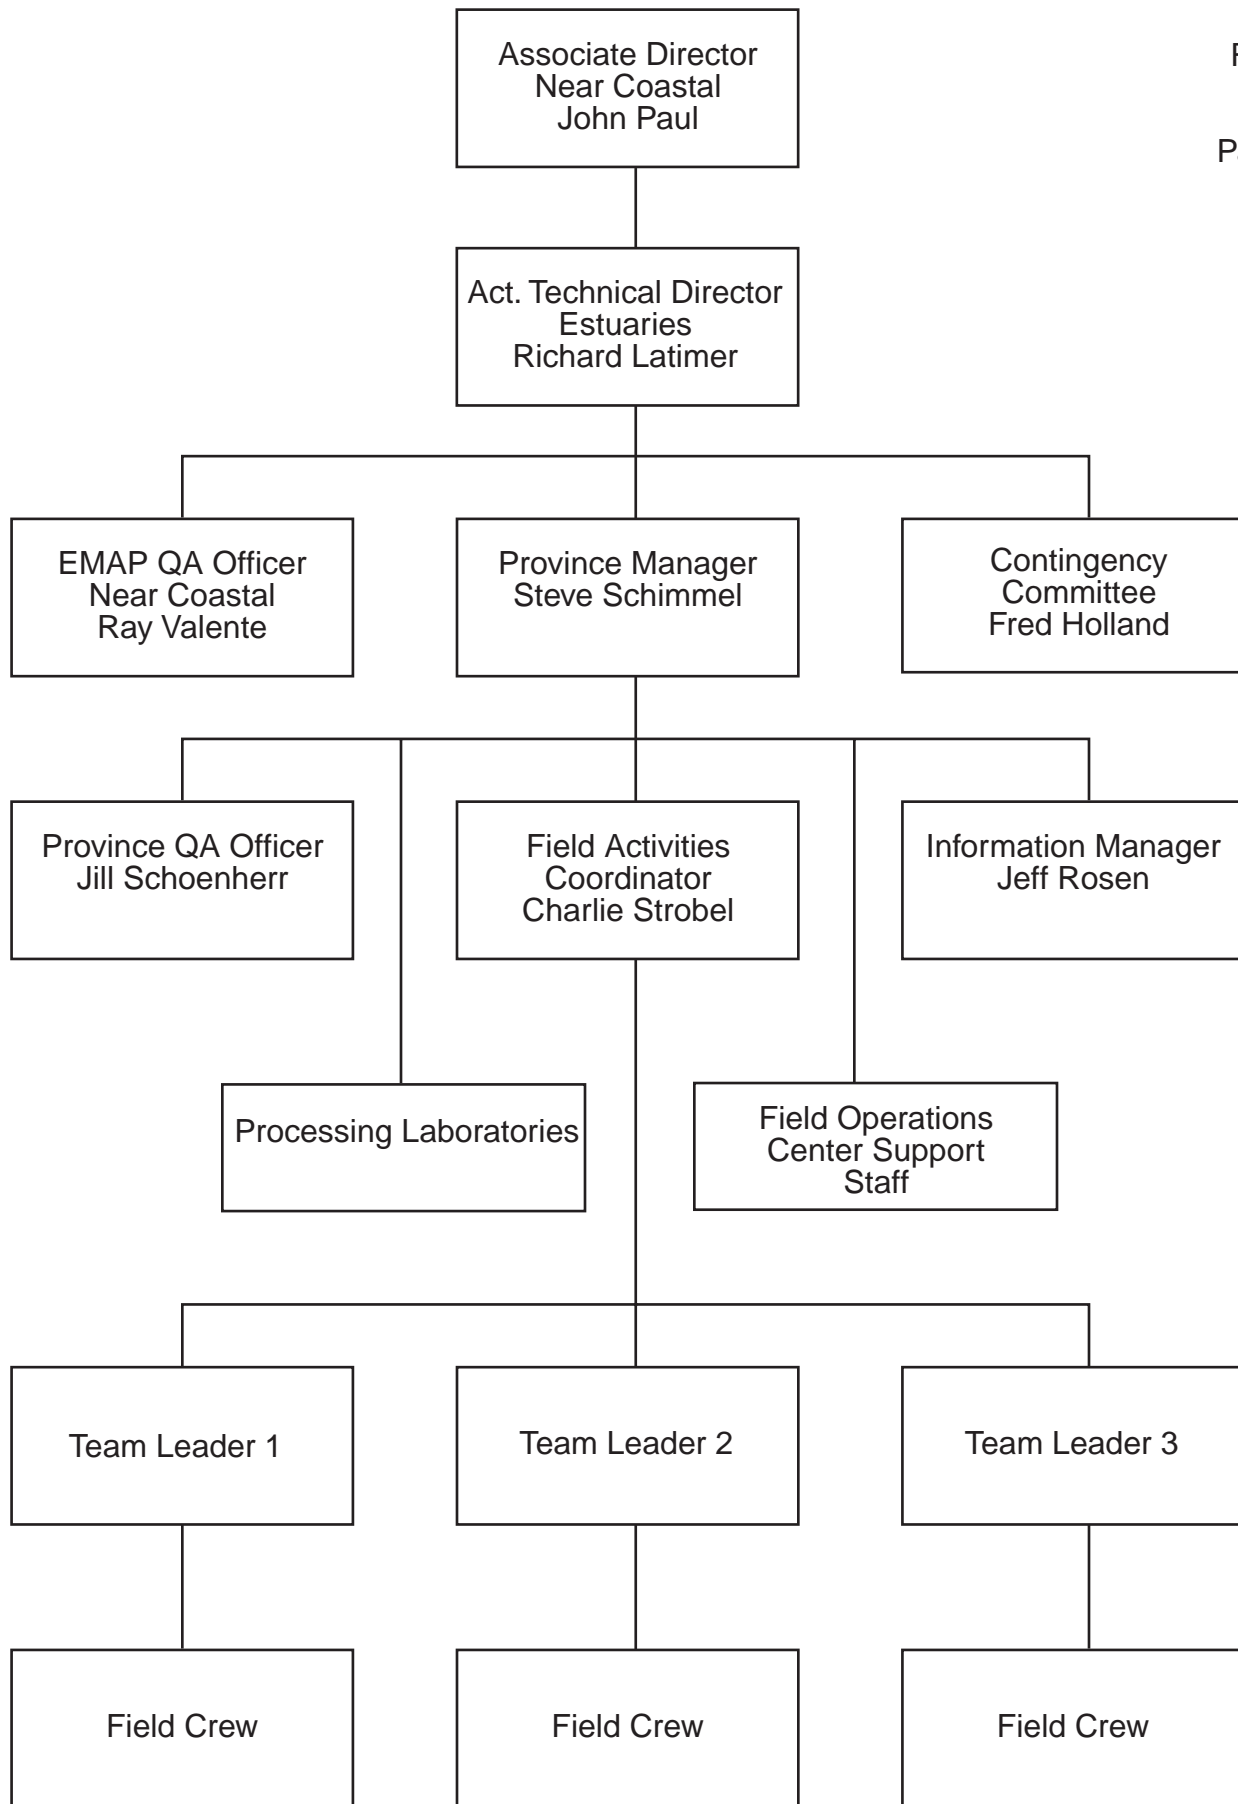 Associate Director
Near Coastal
John Paul
Act. Technical Director
Estuaries
Richard Latimer
EMAP QA Officer
Near Coastal
Ray Valente
Province Manager
Steve Schimmel
Contingency
Committee
Fred Holland
Province QA Officer
Jill Schoenherr
Field Activities
Coordinator
Charlie Strobel
Information Manager
Jeff Rosen
Processing Laboratories
Field Operations
Center Support
Staff
Team Leader 1
Team Leader 2
Team Leader 3
Field Crew
Field Crew
Field Crew